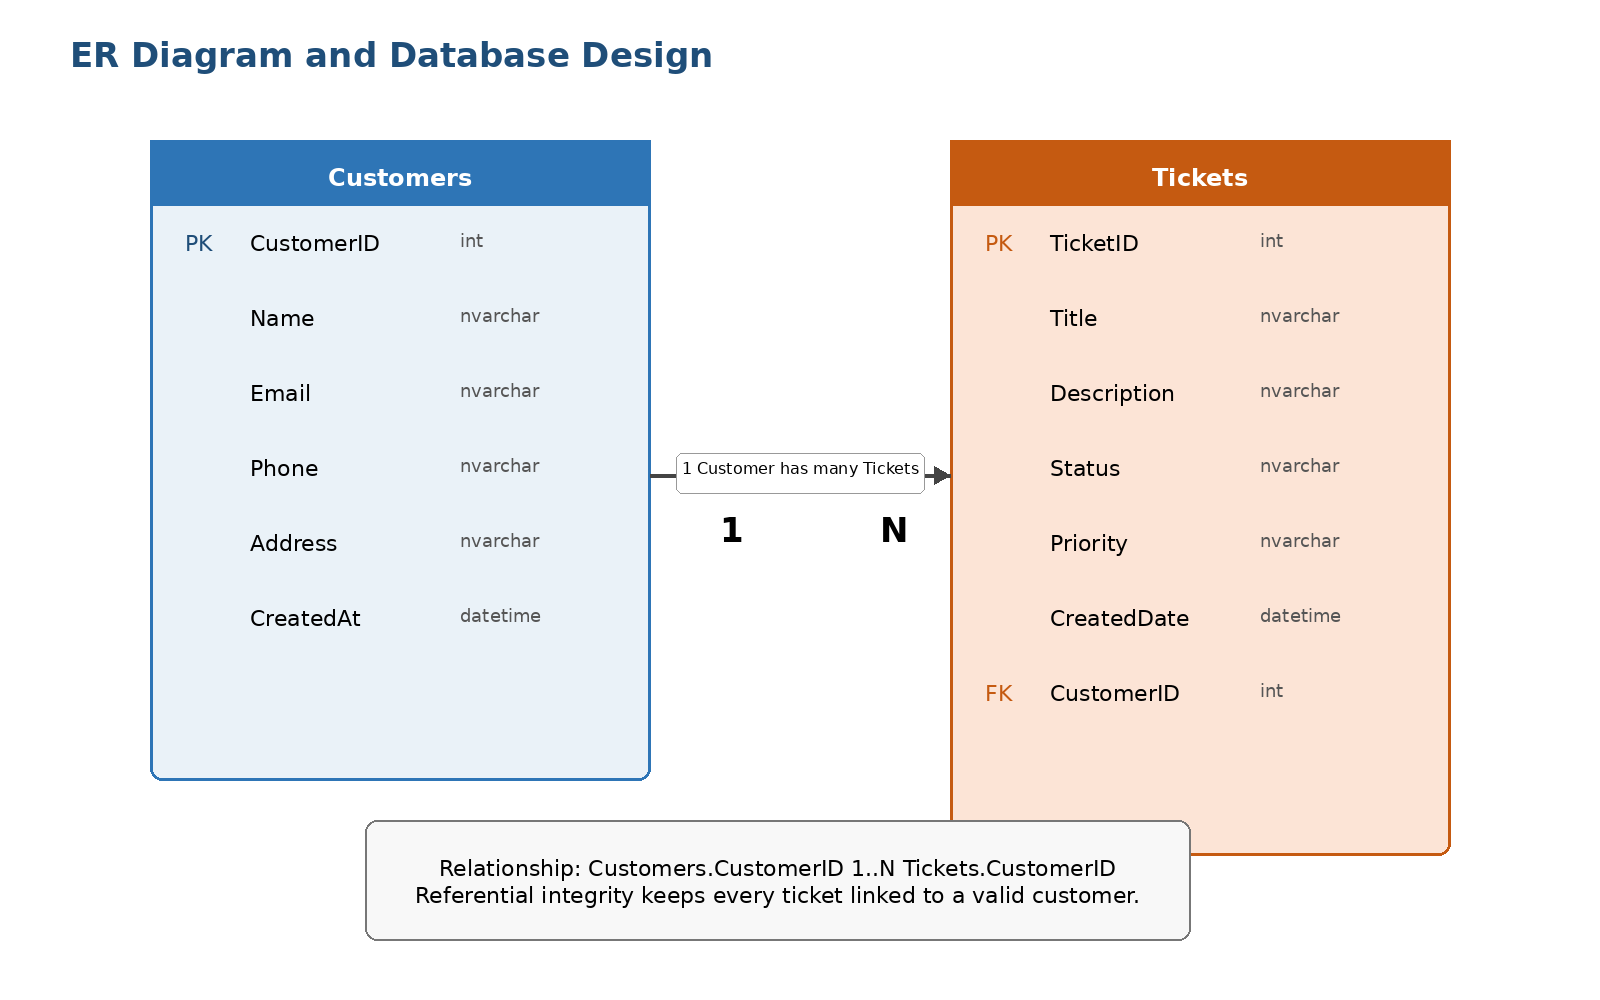 ER Diagram and Database Design
Customers
PK CustomerID int
Name nvarchar
Email nvarchar
Phone nvarchar
Address nvarchar
CreatedAt datetime
1 Customer has many Tickets
1 N
Tickets
PK TicketID int
Title nvarchar
Description nvarchar
Status nvarchar
Priority nvarchar
CreatedDate datetime
FK CustomerID int
Relationship: Customers.CustomerID 1..N Tickets.CustomerID
Referential integrity keeps every ticket linked to a valid customer.